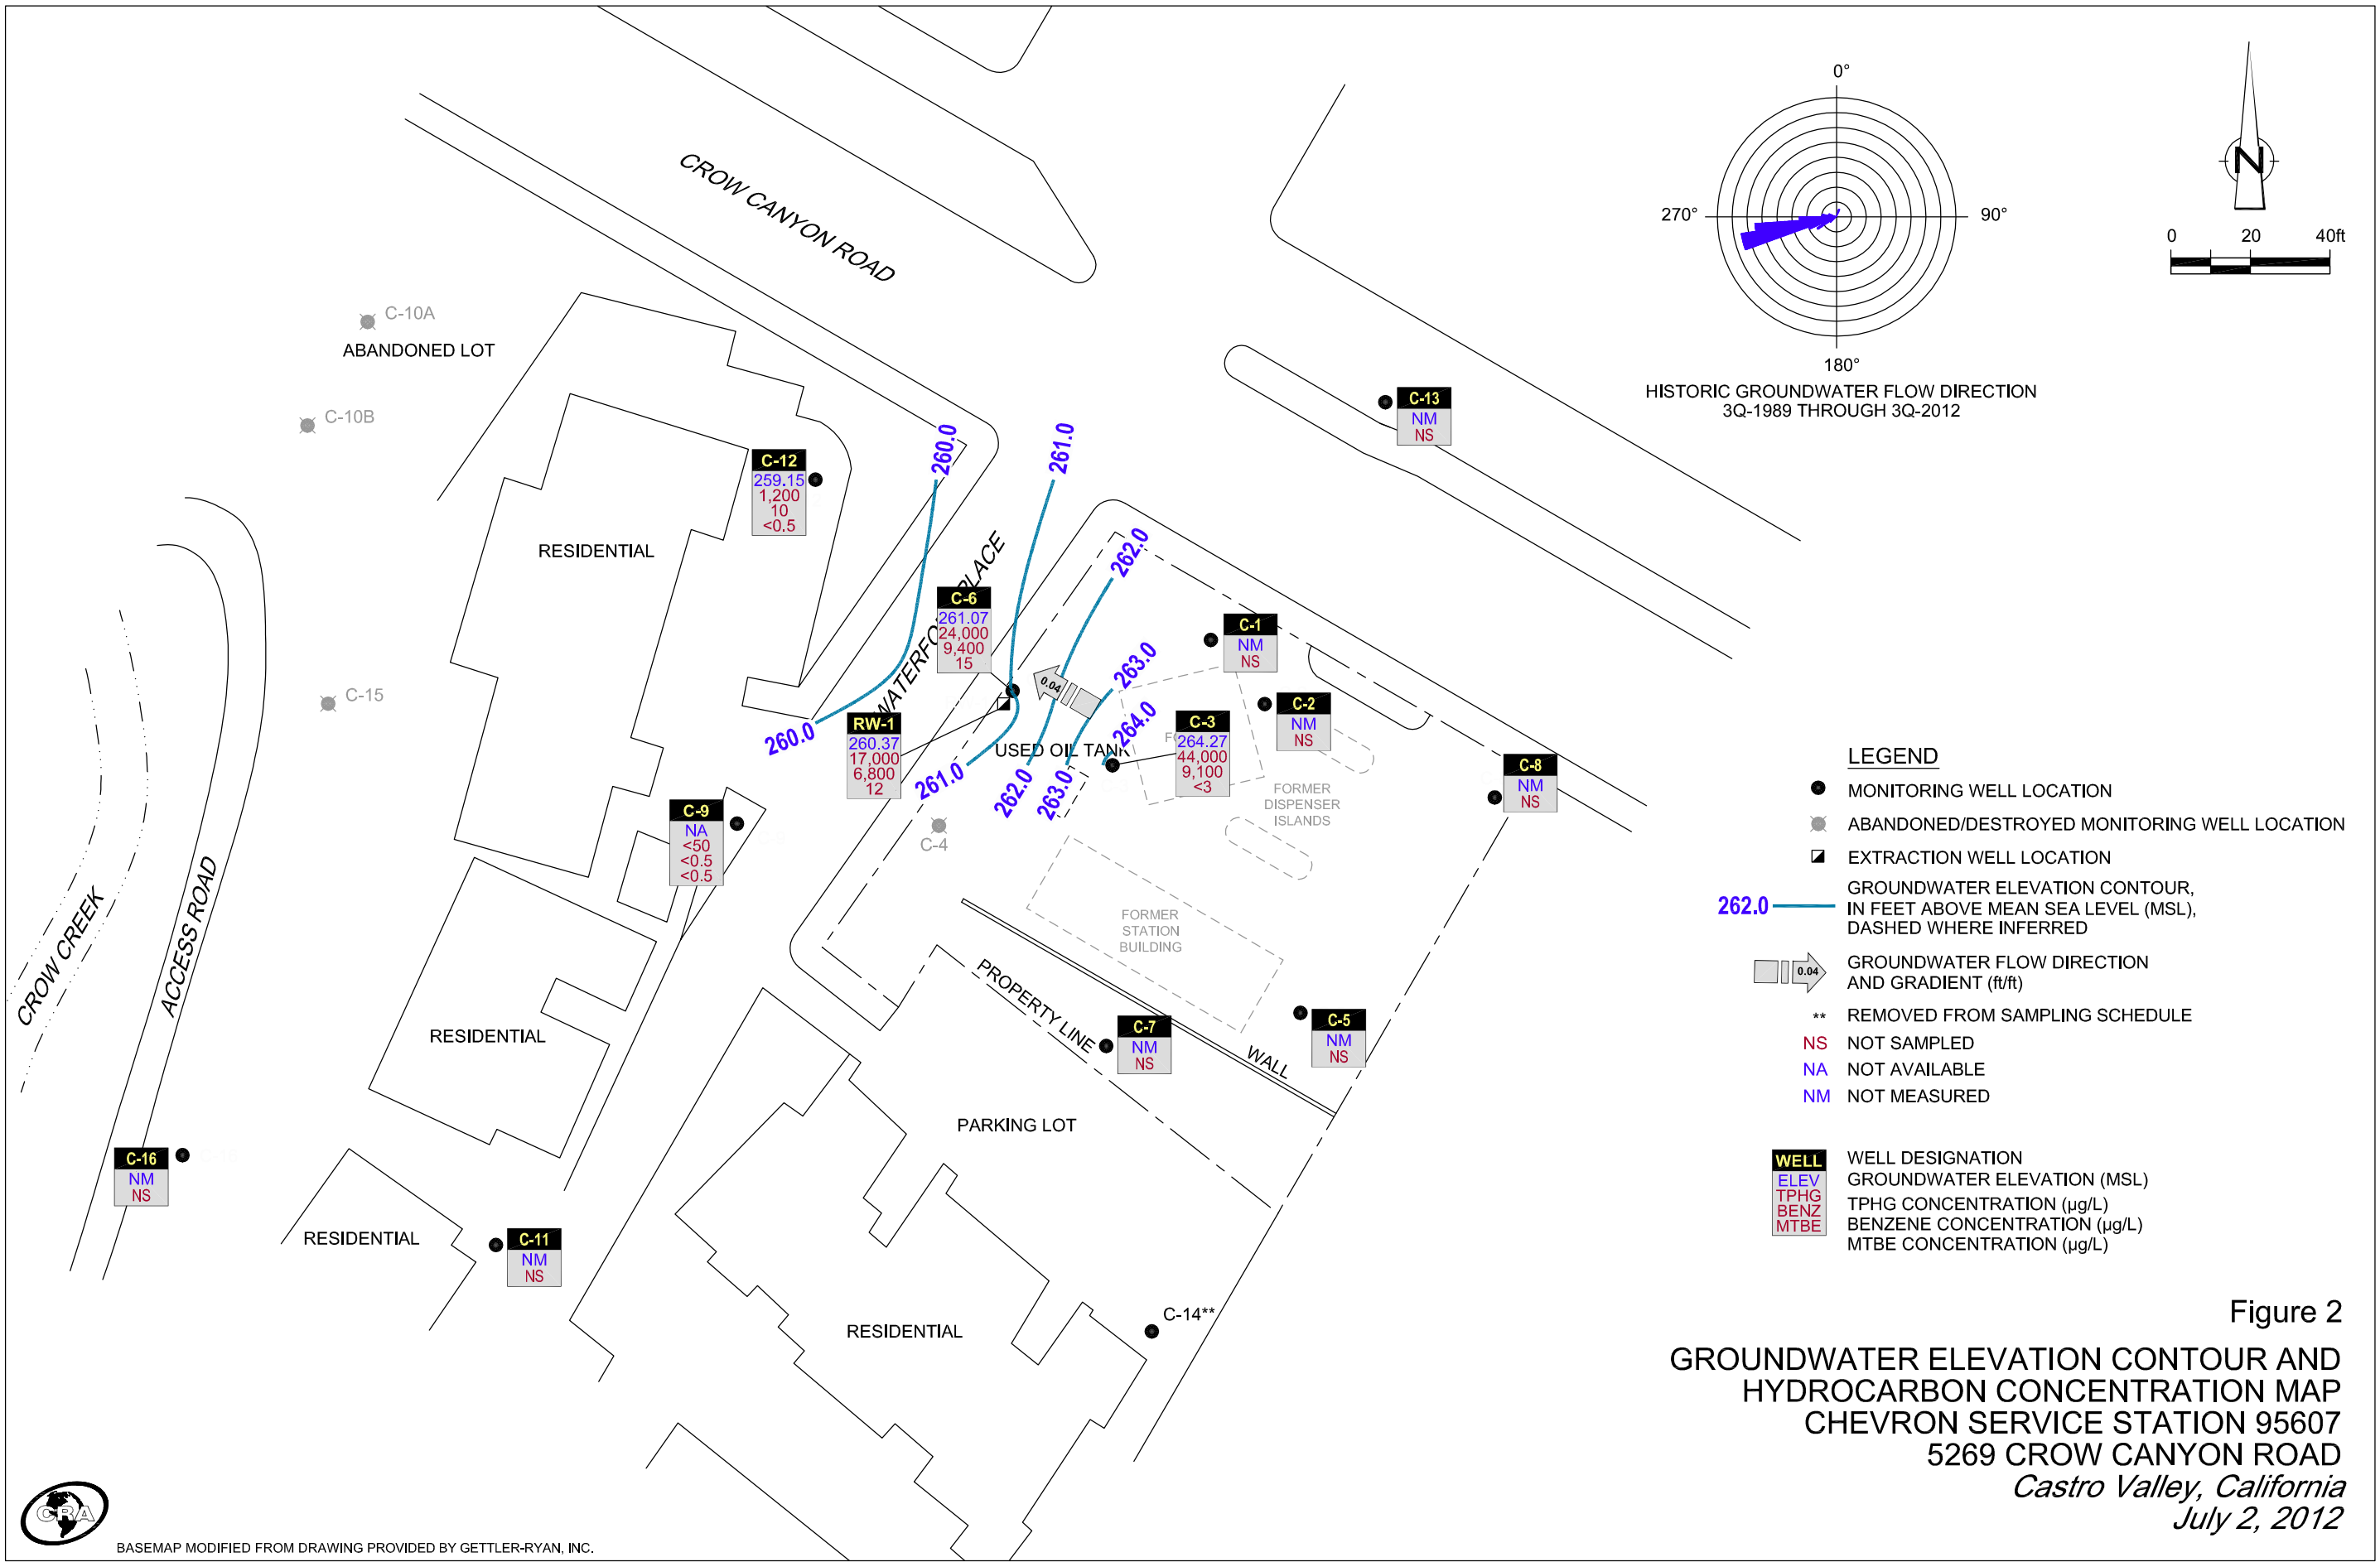 CROW CANYON ROAD
0°
270°
90°
180°
HISTORIC GROUNDWATER FLOW DIRECTION
3Q-1989 THROUGH 3Q-2012
N
0 20 40ft
C-10A
ABANDONED LOT
C-10B
C-13
NM
NS
260.0
261.0
C-12
259.15
1,200
10
<0.5
RESIDENTIAL
262.0
PLACE
C-6
261.07
24,000
9,400
15
WATERFO
C-1
NM
NS
263.0
0.04
C-15
C-2
NM
NS
264.0
C-3
264.27
44,000
9,100
<3
RW-1
260.37
17,000
6,800
12
260.0
USED OIL TANK
261.0
262.0
263.0
C-8
NM
NS
FORMER
DISPENSER
ISLANDS
C-9
NA
<50
<0.5
<0.5
C-4
FORMER
STATION
BUILDING
CROW CREEK
ACCESS ROAD
RESIDENTIAL
PROPERTY LINE
C-7
NM
NS
WALL
C-5
NM
NS
PARKING LOT
C-16
NM
NS
RESIDENTIAL
C-11
NM
NS
C-14**
RESIDENTIAL
LEGEND
MONITORING WELL LOCATION
ABANDONED/DESTROYED MONITORING WELL LOCATION
EXTRACTION WELL LOCATION
262.0 GROUNDWATER ELEVATION CONTOUR,
IN FEET ABOVE MEAN SEA LEVEL (MSL),
DASHED WHERE INFERRED
0.04 GROUNDWATER FLOW DIRECTION
AND GRADIENT (ft/ft)
** REMOVED FROM SAMPLING SCHEDULE
NS NOT SAMPLED
NA NOT AVAILABLE
NM NOT MEASURED
WELL WELL DESIGNATION
ELEV GROUNDWATER ELEVATION (MSL)
TPHG TPHG CONCENTRATION (µg/L)
BENZ BENZENE CONCENTRATION (µg/L)
MTBE MTBE CONCENTRATION (µg/L)
Figure 2
GROUNDWATER ELEVATION CONTOUR AND
HYDROCARBON CONCENTRATION MAP
CHEVRON SERVICE STATION 95607
5269 CROW CANYON ROAD
Castro Valley, California
July 2, 2012
CRA
BASEMAP MODIFIED FROM DRAWING PROVIDED BY GETTLER-RYAN, INC.